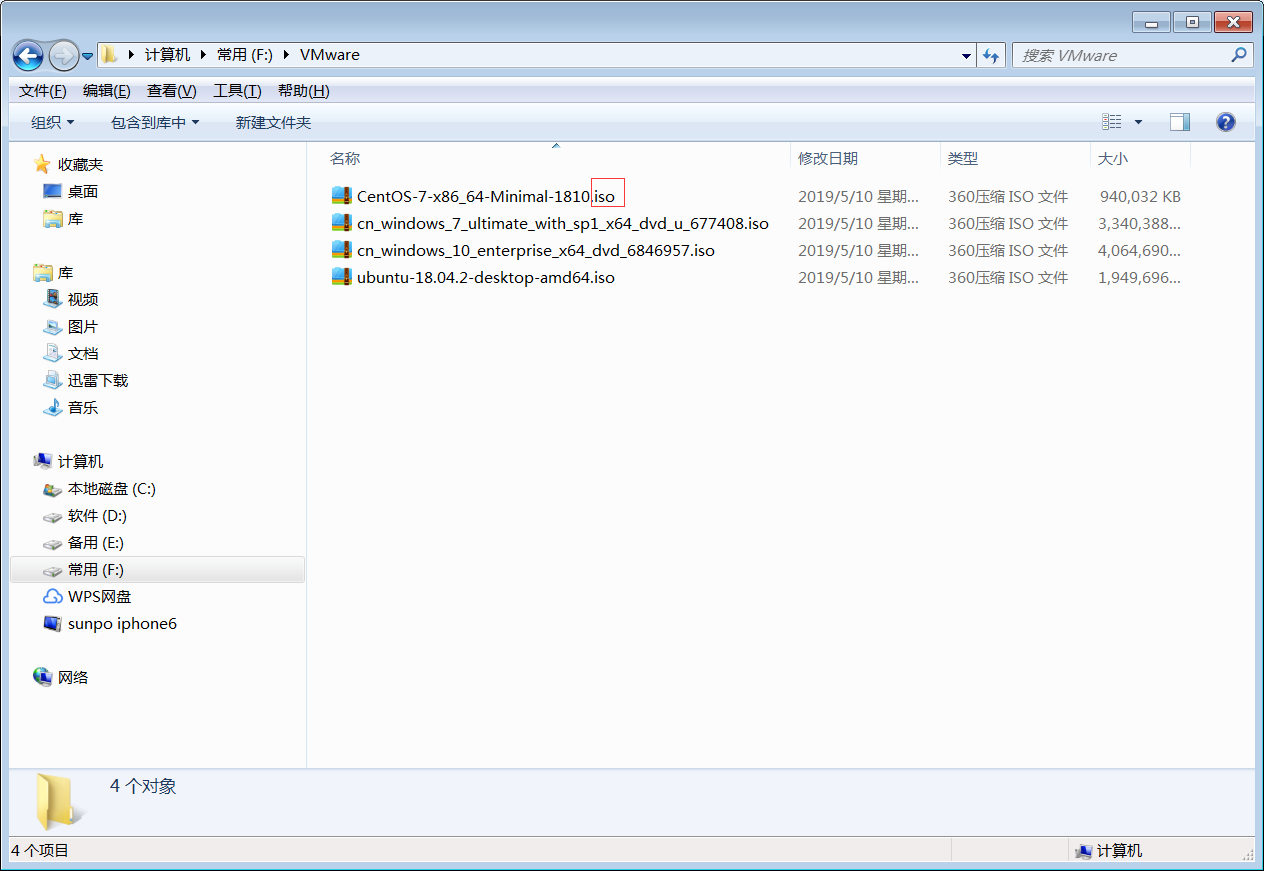 计算机 常用 (F:) VMware
搜索 VMware
文件(F) 编辑(E) 查看(V) 工具(T) 帮助(H)
组织 包含到库中 新建文件夹
收藏夹
桌面
库
库
视频
图片
文档
迅雷下载
音乐
计算机
本地磁盘 (C:)
软件 (D:)
备用 (E:)
常用 (F:)
WPS网盘
sunpo iphone6
网络
名称 修改日期 类型 大小
CentOS-7-x86_64-Minimal-1810.iso 2019/5/10 星期... 360压缩 ISO 文件 940,032 KB
cn_windows_7_ultimate_with_sp1_x64_dvd_u_677408.iso 2019/5/10 星期... 360压缩 ISO 文件 3,340,388...
cn_windows_10_enterprise_x64_dvd_6846957.iso 2019/5/10 星期... 360压缩 ISO 文件 4,064,690...
ubuntu-18.04.2-desktop-amd64.iso 2019/5/10 星期... 360压缩 ISO 文件 1,949,696...
4 个对象
4 个项目 计算机